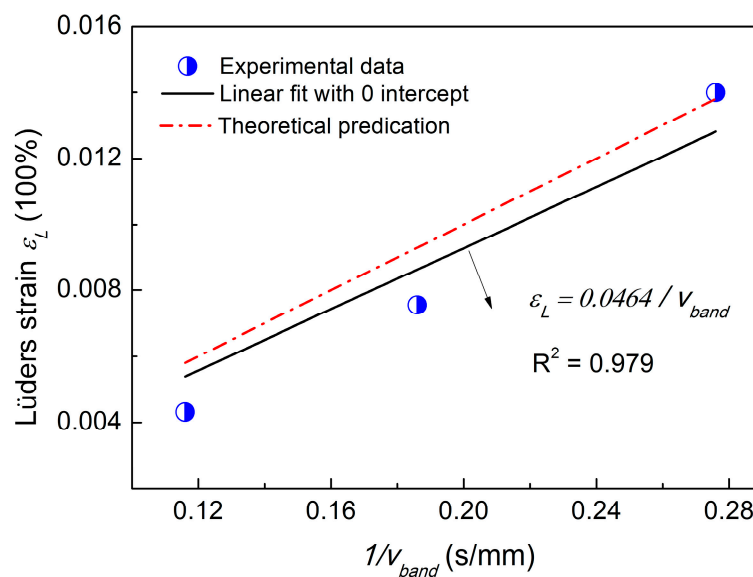 0.016
0.012
0.008
0.004
Lüders strain ε_L (100%)
Experimental data
Linear fit with 0 intercept
Theoretical predication
ε_L = 0.0464 / v_band
R² = 0.979
0.12 0.16 0.20 0.24 0.28
1/v_band (s/mm)